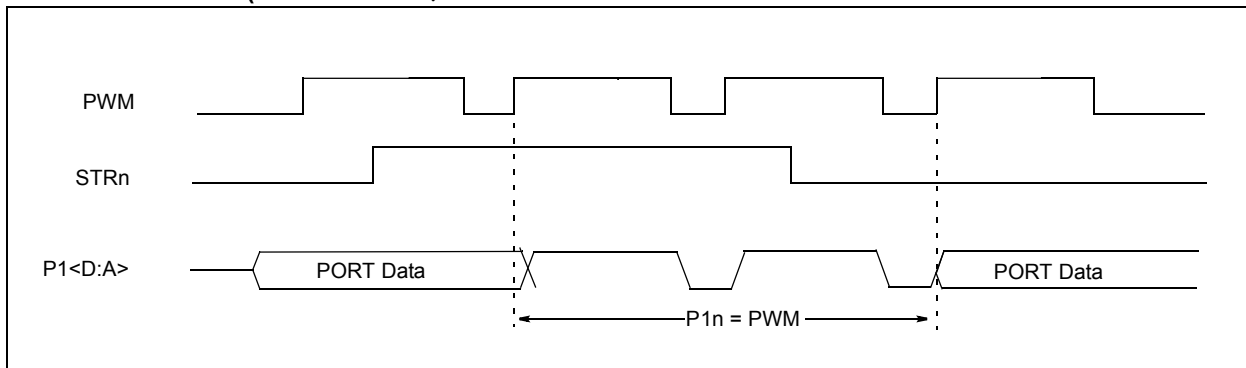 PWM
STRn
P1<D:A>
PORT Data
PORT Data
P1n = PWM